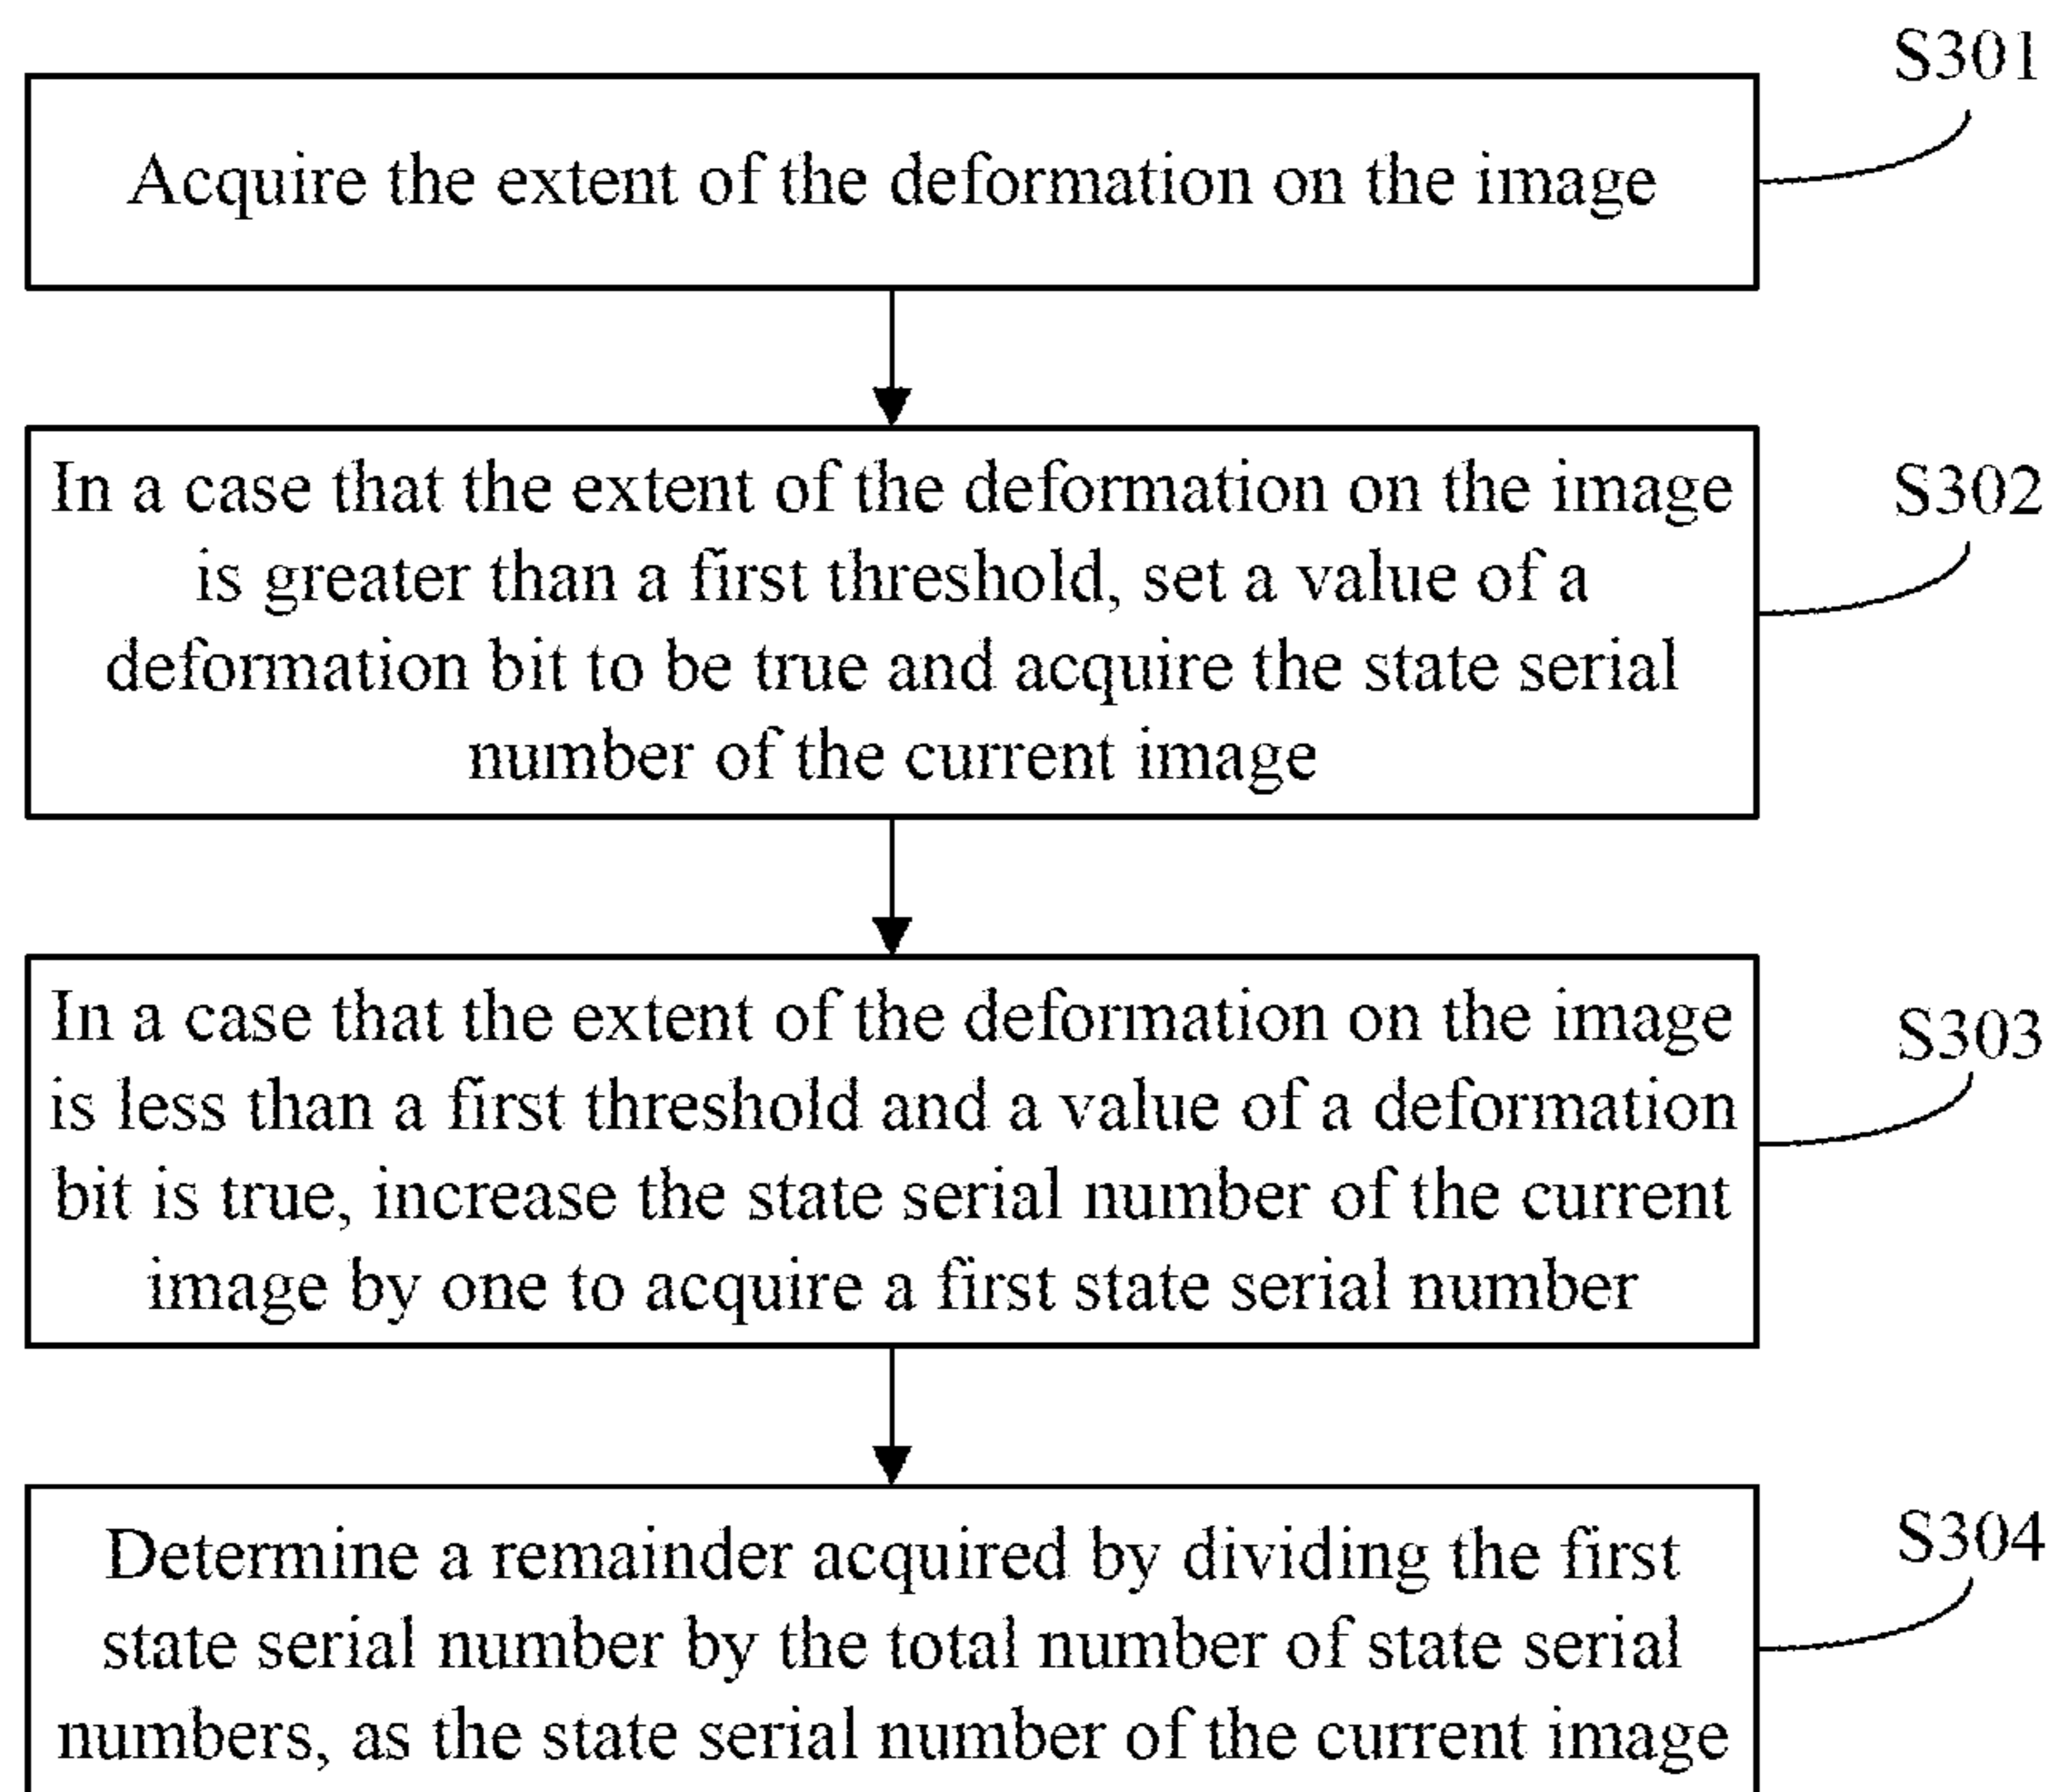 S301
Acquire the extent of the deformation on the image
In a case that the extent of the deformation on the image
is greater than a first threshold, set a value of a
deformation bit to be true and acquire the state serial
number of the current image
S302
In a case that the extent of the deformation on the image
is less than a first threshold and a value of a deformation
bit is true, increase the state serial number of the current
image by one to acquire a first state serial number
S303
Determine a remainder acquired by dividing the first
state serial number by the total number of state serial
numbers, as the state serial number of the current image
S304